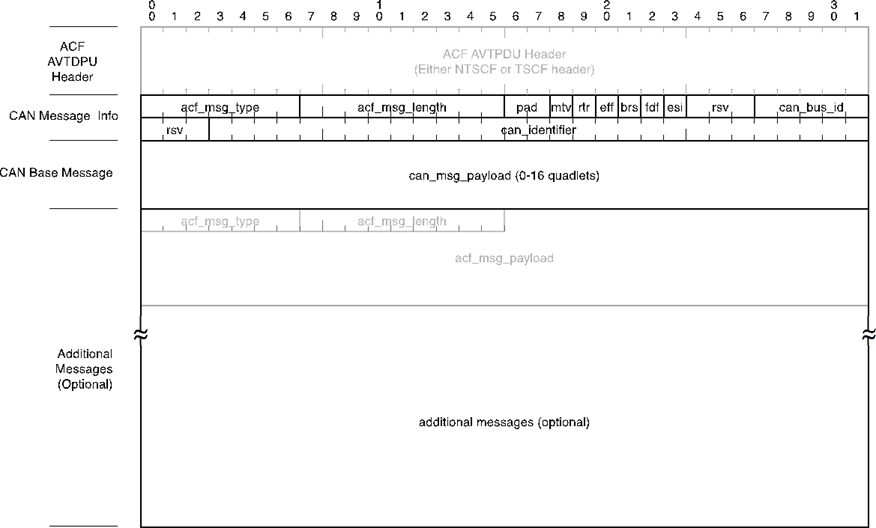 0 1 2 3
0 1 2 3 4 5 6 7 8 9 0 1 2 3 4 5 6 7 8 9 0 1 2 3 4 5 6 7 8 9 0 1
ACF
AVTDPU
Header
ACF AVTPDU Header
(Either NTSCF or TSCF header)
CAN Message Info
acf_msg_type acf_msg_length pad mtv rtr eff brs fdf esi rsv can_bus_id
rsv can_identifier
CAN Base Message
can_msg_payload (0-16 quadlets)
acf_msg_type acf_msg_length
acf_msg_payload
Additional
Messages
(Optional)
additional messages (optional)